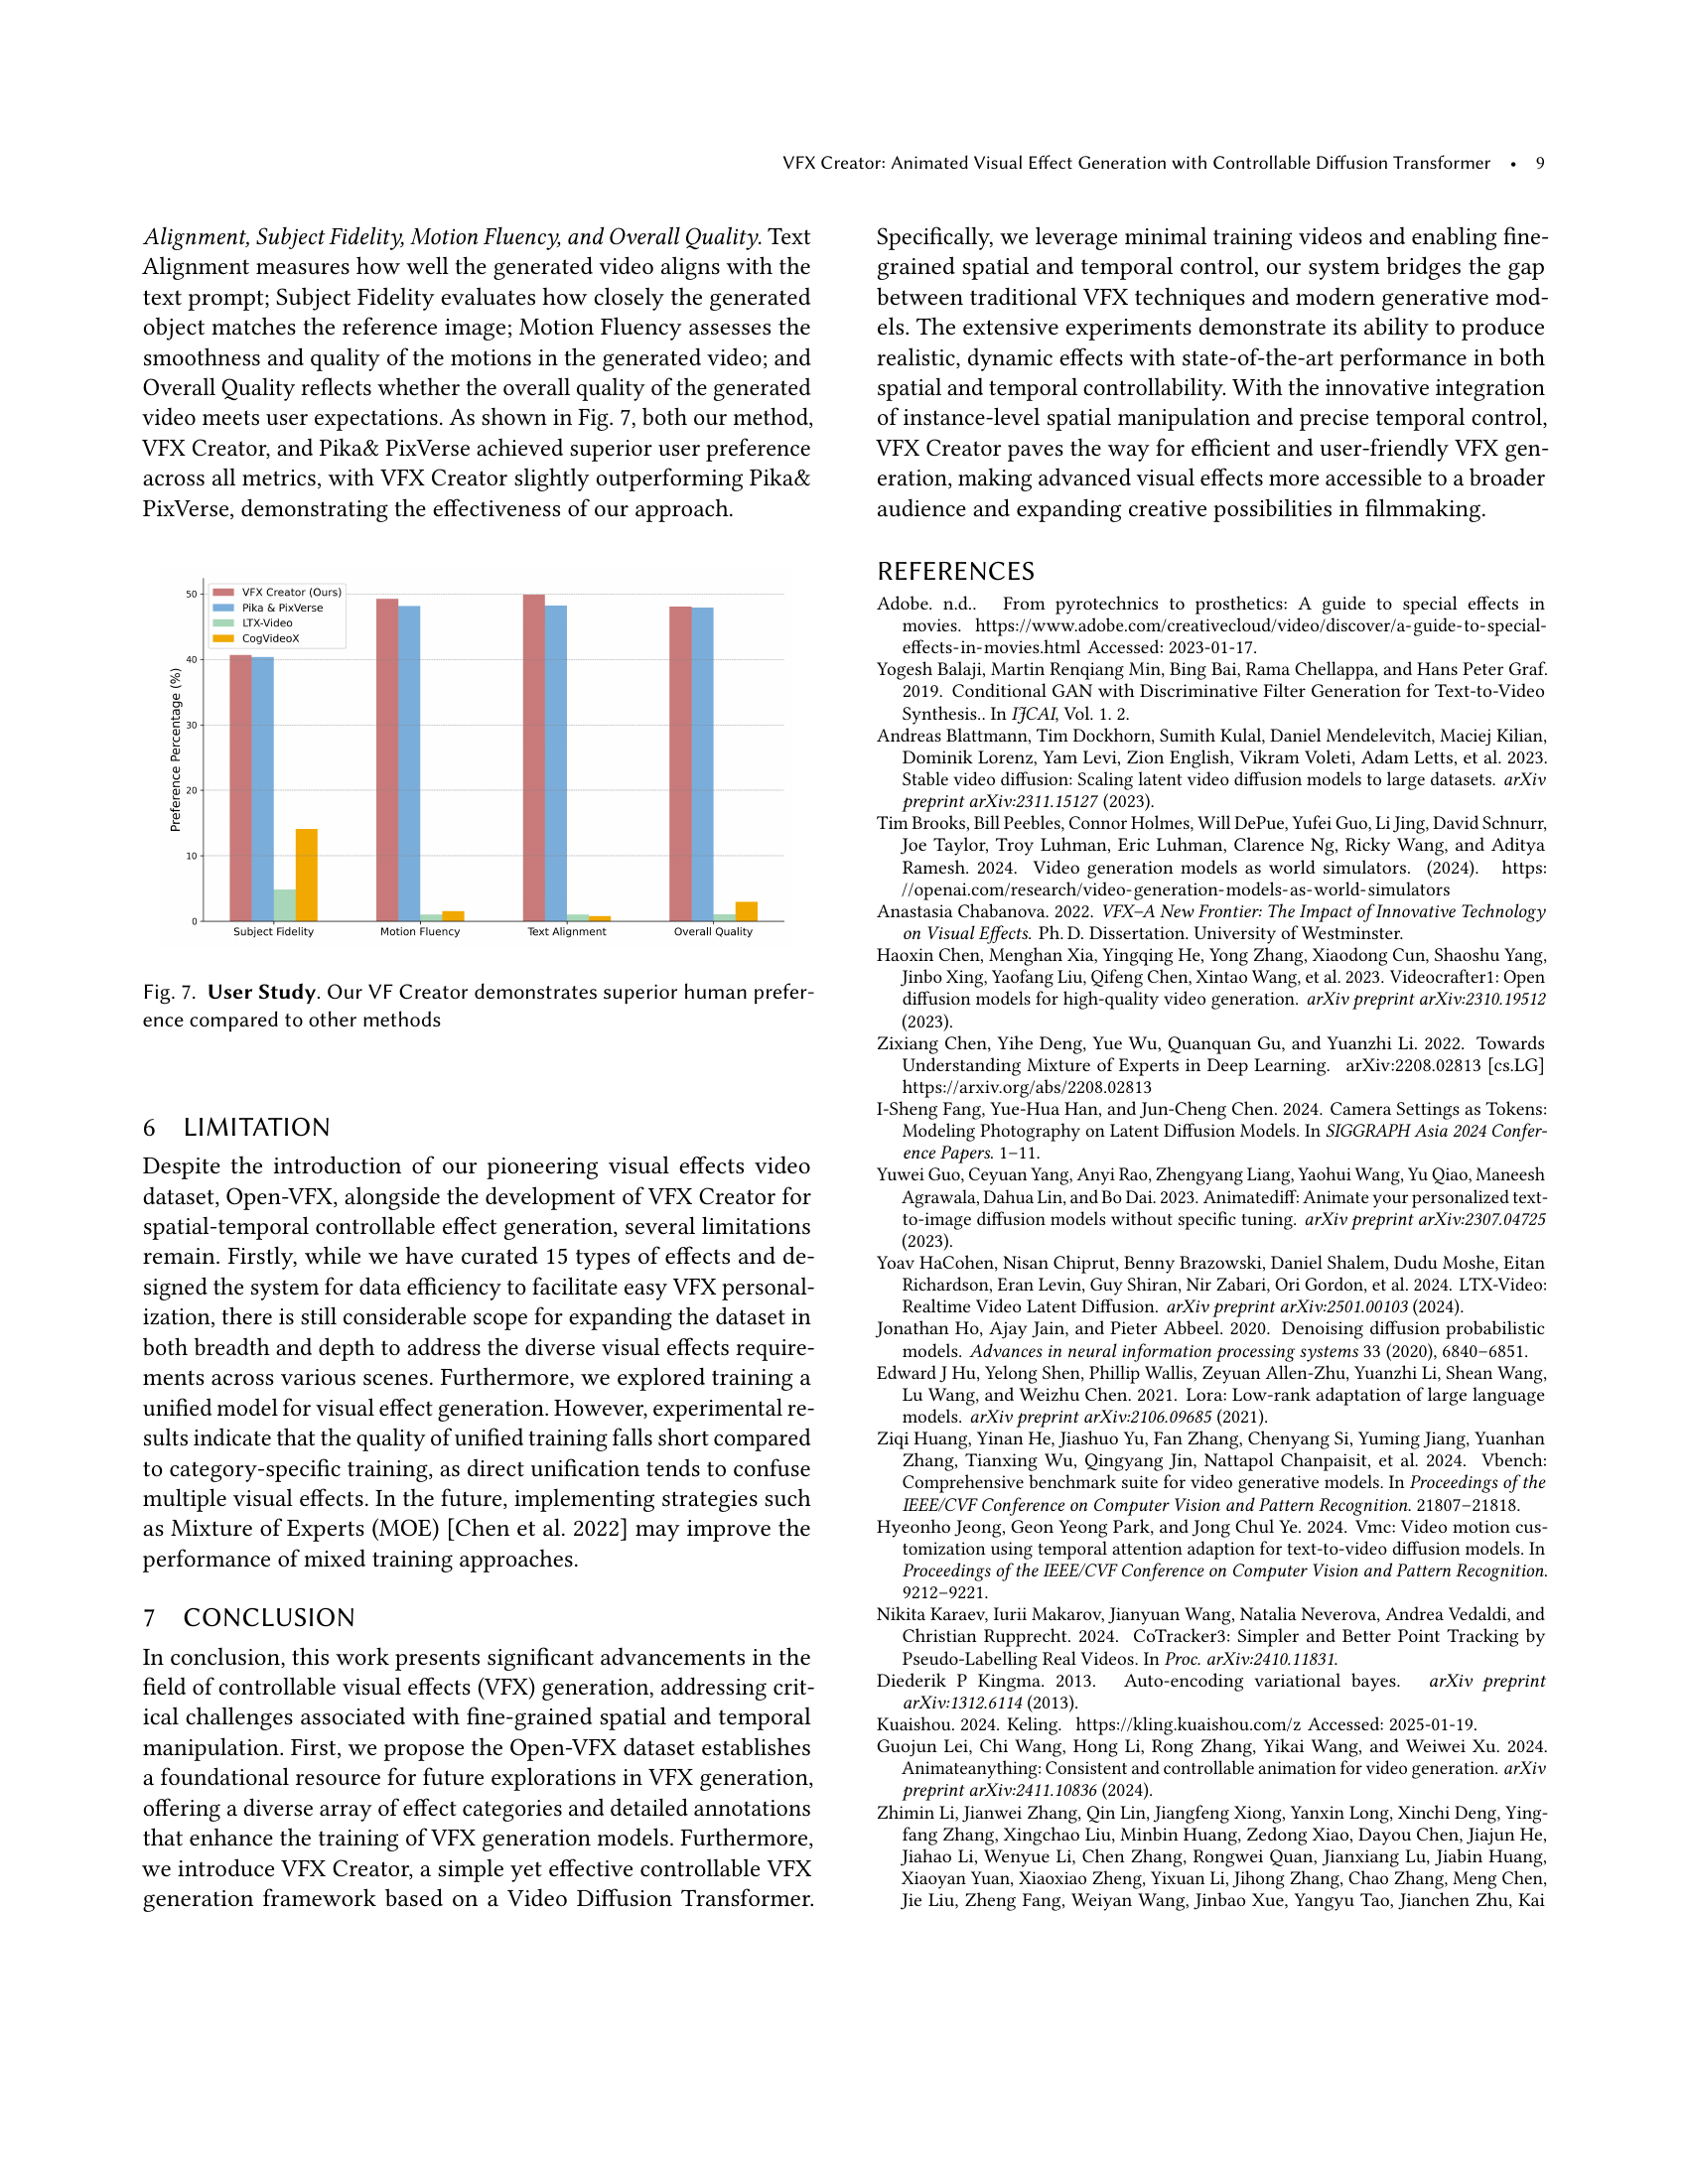 VFX Creator: Animated Visual Effect Generation with Controllable Diffusion Transformer • 9
Alignment, Subject Fidelity, Motion Fluency, and Overall Quality. Text
Alignment measures how well the generated video aligns with the
text prompt; Subject Fidelity evaluates how closely the generated
object matches the reference image; Motion Fluency assesses the
smoothness and quality of the motions in the generated video; and
Overall Quality reflects whether the overall quality of the generated
video meets user expectations. As shown in Fig. 7, both our method,
VFX Creator, and Pika& PixVerse achieved superior user preference
across all metrics, with VFX Creator slightly outperforming Pika&
PixVerse, demonstrating the effectiveness of our approach.
Preference Percentage (%)
50
40
30
20
10
0
VFX Creator (Ours)
Pika & PixVerse
LTX-Video
CogVideoX
Subject Fidelity
Motion Fluency
Text Alignment
Overall Quality
Fig. 7. User Study. Our VF Creator demonstrates superior human prefer-
ence compared to other methods
6 LIMITATION
Despite the introduction of our pioneering visual effects video
dataset, Open-VFX, alongside the development of VFX Creator for
spatial-temporal controllable effect generation, several limitations
remain. Firstly, while we have curated 15 types of effects and de-
signed the system for data efficiency to facilitate easy VFX personal-
ization, there is still considerable scope for expanding the dataset in
both breadth and depth to address the diverse visual effects require-
ments across various scenes. Furthermore, we explored training a
unified model for visual effect generation. However, experimental re-
sults indicate that the quality of unified training falls short compared
to category-specific training, as direct unification tends to confuse
multiple visual effects. In the future, implementing strategies such
as Mixture of Experts (MOE) [Chen et al. 2022] may improve the
performance of mixed training approaches.
7 CONCLUSION
In conclusion, this work presents significant advancements in the
field of controllable visual effects (VFX) generation, addressing crit-
ical challenges associated with fine-grained spatial and temporal
manipulation. First, we propose the Open-VFX dataset establishes
a foundational resource for future explorations in VFX generation,
offering a diverse array of effect categories and detailed annotations
that enhance the training of VFX generation models. Furthermore,
we introduce VFX Creator, a simple yet effective controllable VFX
generation framework based on a Video Diffusion Transformer.
Specifically, we leverage minimal training videos and enabling fine-
grained spatial and temporal control, our system bridges the gap
between traditional VFX techniques and modern generative mod-
els. The extensive experiments demonstrate its ability to produce
realistic, dynamic effects with state-of-the-art performance in both
spatial and temporal controllability. With the innovative integration
of instance-level spatial manipulation and precise temporal control,
VFX Creator paves the way for efficient and user-friendly VFX gen-
eration, making advanced visual effects more accessible to a broader
audience and expanding creative possibilities in filmmaking.
REFERENCES
Adobe. n.d.. From pyrotechnics to prosthetics: A guide to special effects in
movies. https://www.adobe.com/creativecloud/video/discover/a-guide-to-special-
effects-in-movies.html Accessed: 2023-01-17.
Yogesh Balaji, Martin Renqiang Min, Bing Bai, Rama Chellappa, and Hans Peter Graf.
2019. Conditional GAN with Discriminative Filter Generation for Text-to-Video
Synthesis.. In IJCAI, Vol. 1. 2.
Andreas Blattmann, Tim Dockhorn, Sumith Kulal, Daniel Mendelevitch, Maciej Kilian,
Dominik Lorenz, Yam Levi, Zion English, Vikram Voleti, Adam Letts, et al. 2023.
Stable video diffusion: Scaling latent video diffusion models to large datasets. arXiv
preprint arXiv:2311.15127 (2023).
Tim Brooks, Bill Peebles, Connor Holmes, Will DePue, Yufei Guo, Li Jing, David Schnurr,
Joe Taylor, Troy Luhman, Eric Luhman, Clarence Ng, Ricky Wang, and Aditya
Ramesh. 2024. Video generation models as world simulators. (2024). https:
//openai.com/research/video-generation-models-as-world-simulators
Anastasia Chabanova. 2022. VFX–A New Frontier: The Impact of Innovative Technology
on Visual Effects. Ph. D. Dissertation. University of Westminster.
Haoxin Chen, Menghan Xia, Yingqing He, Yong Zhang, Xiaodong Cun, Shaoshu Yang,
Jinbo Xing, Yaofang Liu, Qifeng Chen, Xintao Wang, et al. 2023. Videocrafter1: Open
diffusion models for high-quality video generation. arXiv preprint arXiv:2310.19512
(2023).
Zixiang Chen, Yihe Deng, Yue Wu, Quanquan Gu, and Yuanzhi Li. 2022. Towards
Understanding Mixture of Experts in Deep Learning. arXiv:2208.02813 [cs.LG]
https://arxiv.org/abs/2208.02813
I-Sheng Fang, Yue-Hua Han, and Jun-Cheng Chen. 2024. Camera Settings as Tokens:
Modeling Photography on Latent Diffusion Models. In SIGGRAPH Asia 2024 Confer-
ence Papers. 1–11.
Yuwei Guo, Ceyuan Yang, Anyi Rao, Zhengyang Liang, Yaohui Wang, Yu Qiao, Maneesh
Agrawala, Dahua Lin, and Bo Dai. 2023. Animatediff: Animate your personalized text-
to-image diffusion models without specific tuning. arXiv preprint arXiv:2307.04725
(2023).
Yoav HaCohen, Nisan Chiprut, Benny Brazowski, Daniel Shalem, Dudu Moshe, Eitan
Richardson, Eran Levin, Guy Shiran, Nir Zabari, Ori Gordon, et al. 2024. LTX-Video:
Realtime Video Latent Diffusion. arXiv preprint arXiv:2501.00103 (2024).
Jonathan Ho, Ajay Jain, and Pieter Abbeel. 2020. Denoising diffusion probabilistic
models. Advances in neural information processing systems 33 (2020), 6840–6851.
Edward J Hu, Yelong Shen, Phillip Wallis, Zeyuan Allen-Zhu, Yuanzhi Li, Shean Wang,
Lu Wang, and Weizhu Chen. 2021. Lora: Low-rank adaptation of large language
models. arXiv preprint arXiv:2106.09685 (2021).
Ziqi Huang, Yinan He, Jiashuo Yu, Fan Zhang, Chenyang Si, Yuming Jiang, Yuanhan
Zhang, Tianxing Wu, Qingyang Jin, Nattapol Chanpaisit, et al. 2024. Vbench:
Comprehensive benchmark suite for video generative models. In Proceedings of the
IEEE/CVF Conference on Computer Vision and Pattern Recognition. 21807–21818.
Hyeonho Jeong, Geon Yeong Park, and Jong Chul Ye. 2024. Vmc: Video motion cus-
tomization using temporal attention adaption for text-to-video diffusion models. In
Proceedings of the IEEE/CVF Conference on Computer Vision and Pattern Recognition.
9212–9221.
Nikita Karaev, Iurii Makarov, Jianyuan Wang, Natalia Neverova, Andrea Vedaldi, and
Christian Rupprecht. 2024. CoTracker3: Simpler and Better Point Tracking by
Pseudo-Labelling Real Videos. In Proc. arXiv:2410.11831.
Diederik P Kingma. 2013. Auto-encoding variational bayes. arXiv preprint
arXiv:1312.6114 (2013).
Kuaishou. 2024. Keling. https://kling.kuaishou.com/z Accessed: 2025-01-19.
Guojun Lei, Chi Wang, Hong Li, Rong Zhang, Yikai Wang, and Weiwei Xu. 2024.
Animateanything: Consistent and controllable animation for video generation. arXiv
preprint arXiv:2411.10836 (2024).
Zhimin Li, Jianwei Zhang, Qin Lin, Jiangfeng Xiong, Yanxin Long, Xinchi Deng, Ying-
fang Zhang, Xingchao Liu, Minbin Huang, Zedong Xiao, Dayou Chen, Jiajun He,
Jiahao Li, Wenyue Li, Chen Zhang, Rongwei Quan, Jianxiang Lu, Jiabin Huang,
Xiaoyan Yuan, Xiaoxiao Zheng, Yixuan Li, Jihong Zhang, Chao Zhang, Meng Chen,
Jie Liu, Zheng Fang, Weiyan Wang, Jinbao Xue, Yangyu Tao, Jianchen Zhu, Kai